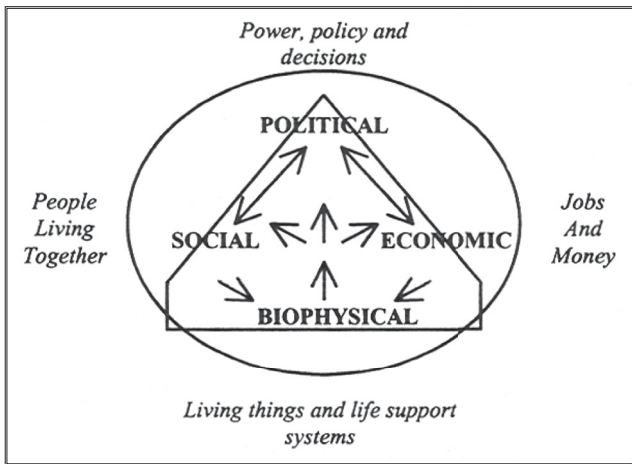 Power, policy and
decisions
POLITICAL
People
Living
Together
SOCIAL
ECONOMIC
Jobs
And
Money
BIOPHYSICAL
Living things and life support
systems